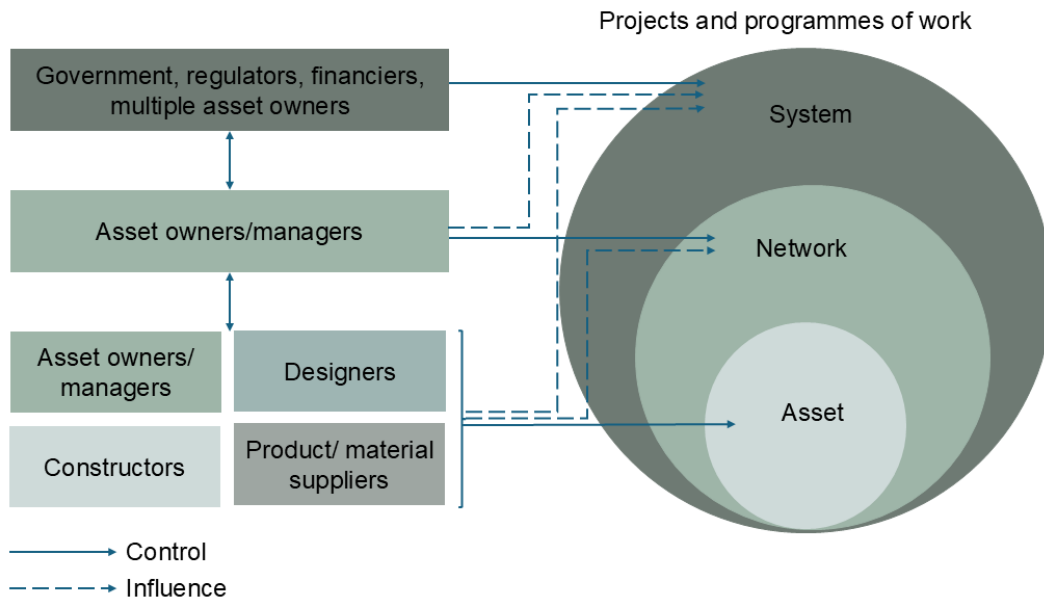 Projects and programmes of work
Government, regulators, financiers,
multiple asset owners
System
Asset owners/managers
Network
Asset owners/
managers
Designers
Asset
Constructors
Product/ material
suppliers
Control
Influence